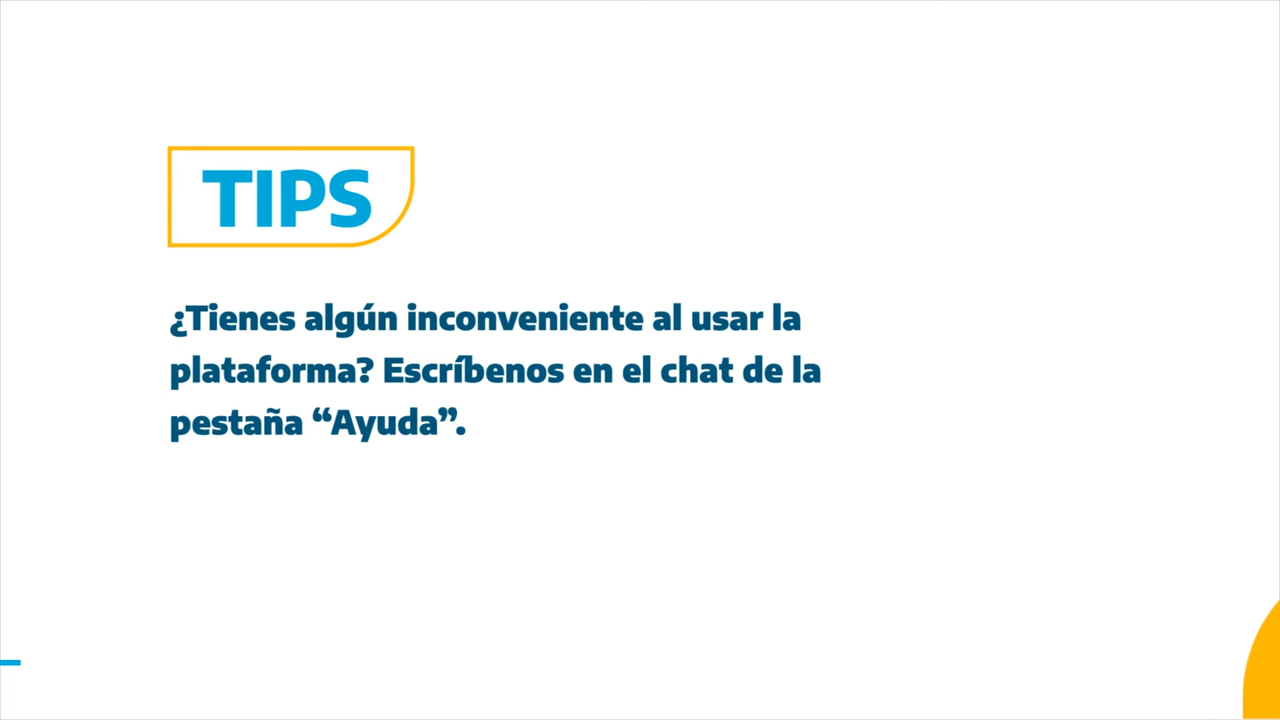 TIPS
¿Tienes algún inconveniente al usar la
plataforma? Escríbenos en el chat de la
pestaña “Ayuda”.